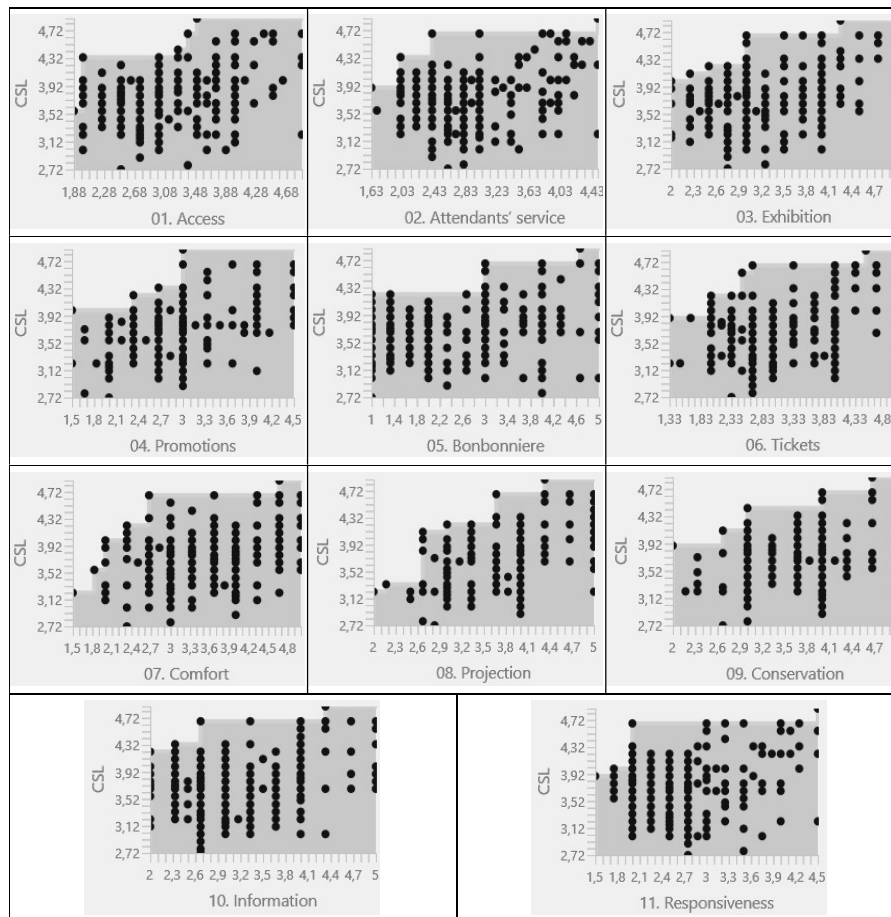 4,72
4,32
3,92
3,52
3,12
2,72
CSL
1,88 2,28 2,68 3,08 3,48 3,88 4,28 4,68
01. Access
4,72
4,32
3,92
3,52
3,12
2,72
CSL
1,63 2,03 2,43 2,83 3,23 3,63 4,03 4,43
02. Attendants' service
4,72
4,32
3,92
3,52
3,12
2,72
CSL
2 2,3 2,6 2,9 3,2 3,5 3,8 4,1 4,4 4,7
03. Exhibition
4,72
4,32
3,92
3,52
3,12
2,72
CSL
1,5 1,8 2,1 2,4 2,7 3 3,3 3,6 3,9 4,2 4,5
04. Promotions
4,72
4,32
3,92
3,52
3,12
2,72
CSL
1 1,4 1,8 2,2 2,6 3 3,4 3,8 4,2 4,6 5
05. Bonbonniere
4,72
4,32
3,92
3,52
3,12
2,72
CSL
1,33 1,83 2,33 2,83 3,33 3,83 4,33 4,8
06. Tickets
4,72
4,32
3,92
3,52
3,12
2,72
CSL
1,5 1,8 2,1 2,4 2,7 3 3,3 3,6 3,9 4,2 4,5 4,8
07. Comfort
4,72
4,32
3,92
3,52
3,12
2,72
CSL
2 2,3 2,6 2,9 3,2 3,5 3,8 4,1 4,4 4,7 5
08. Projection
4,72
4,32
3,92
3,52
3,12
2,72
CSL
2 2,3 2,6 2,9 3,2 3,5 3,8 4,1 4,4 4,7
09. Conservation
4,72
4,32
3,92
3,52
3,12
2,72
CSL
2 2,3 2,6 2,9 3,2 3,5 3,8 4,1 4,4 4,7 5
10. Information
4,72
4,32
3,92
3,52
3,12
2,72
CSL
1,5 1,8 2,1 2,4 2,7 3 3,3 3,6 3,9 4,2 4,5
11. Responsiveness